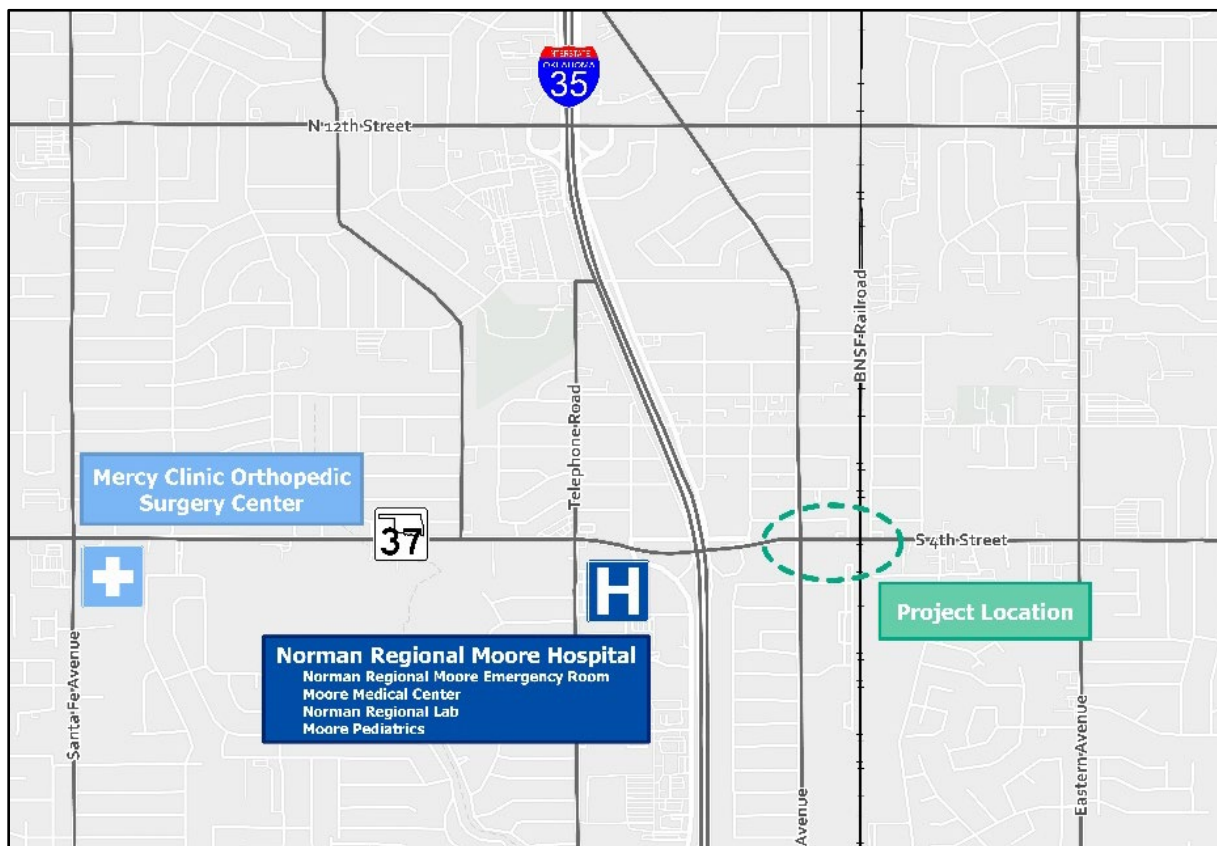 INTERSTATE
OKLAHOMA
35
N 12th Street
BNSF Railroad
Telephone Road
Mercy Clinic Orthopedic
Surgery Center
37
S 4th Street
H
Project Location
Norman Regional Moore Hospital
Norman Regional Moore Emergency Room
Moore Medical Center
Norman Regional Lab
Moore Pediatrics
Santa Fe Avenue
Avenue
Eastern Avenue